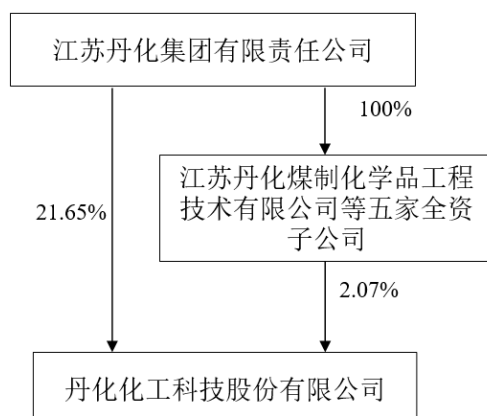 江苏丹化集团有限责任公司
100%
江苏丹化煤制化学品工程
技术有限公司等五家全资
子公司
21.65%
2.07%
丹化化工科技股份有限公司